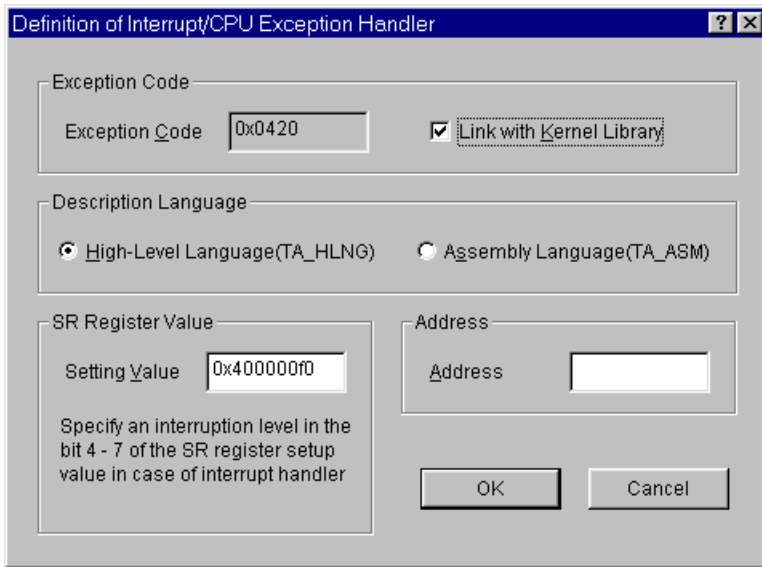 Definition of Interrupt/CPU Exception Handler
Exception Code
Exception Code 0x0420 Link with Kernel Library
Description Language
High-Level Language(TA_HLNG) Assembly Language(TA_ASM)
SR Register Value Address
Setting Value 0x400000f0 Address
Specify an interruption level in the
bit 4 - 7 of the SR register setup
value in case of interrupt handler
OK Cancel